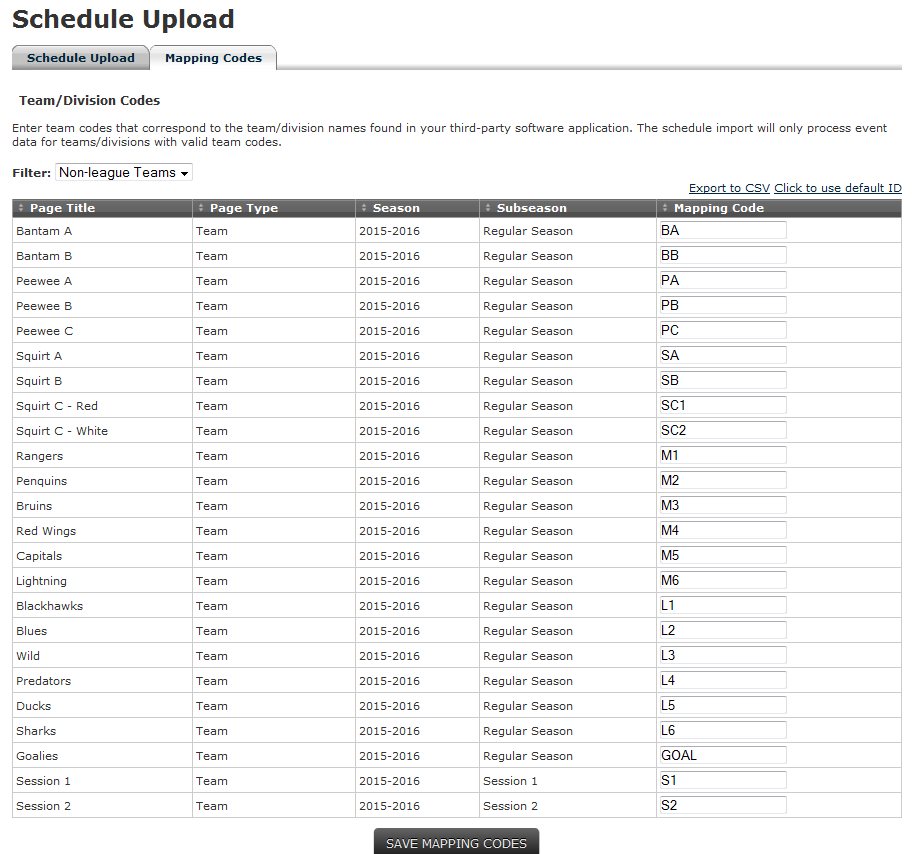 Schedule Upload
Schedule Upload Mapping Codes
Team/Division Codes
Enter team codes that correspond to the team/division names found in your third-party software application. The schedule import will only process event
data for teams/divisions with valid team codes.
Filter: Non-league Teams
Export to CSV Click to use default ID
Page Title Page Type Season Subseason Mapping Code
Bantam A Team 2015-2016 Regular Season BA
Bantam B Team 2015-2016 Regular Season BB
Peewee A Team 2015-2016 Regular Season PA
Peewee B Team 2015-2016 Regular Season PB
Peewee C Team 2015-2016 Regular Season PC
Squirt A Team 2015-2016 Regular Season SA
Squirt B Team 2015-2016 Regular Season SB
Squirt C - Red Team 2015-2016 Regular Season SC1
Squirt C - White Team 2015-2016 Regular Season SC2
Rangers Team 2015-2016 Regular Season M1
Penquins Team 2015-2016 Regular Season M2
Bruins Team 2015-2016 Regular Season M3
Red Wings Team 2015-2016 Regular Season M4
Capitals Team 2015-2016 Regular Season M5
Lightning Team 2015-2016 Regular Season M6
Blackhawks Team 2015-2016 Regular Season L1
Blues Team 2015-2016 Regular Season L2
Wild Team 2015-2016 Regular Season L3
Predators Team 2015-2016 Regular Season L4
Ducks Team 2015-2016 Regular Season L5
Sharks Team 2015-2016 Regular Season L6
Goalies Team 2015-2016 Regular Season GOAL
Session 1 Team 2015-2016 Session 1 S1
Session 2 Team 2015-2016 Session 2 S2
SAVE MAPPING CODES